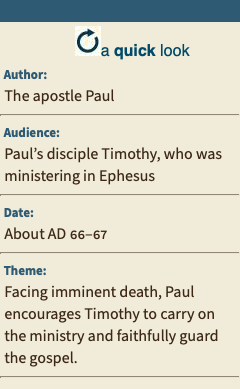 a quick look
Author:
The apostle Paul
Audience:
Paul’s disciple Timothy, who was
ministering in Ephesus
Date:
About AD 66–67
Theme:
Facing imminent death, Paul
encourages Timothy to carry on
the ministry and faithfully guard
the gospel.